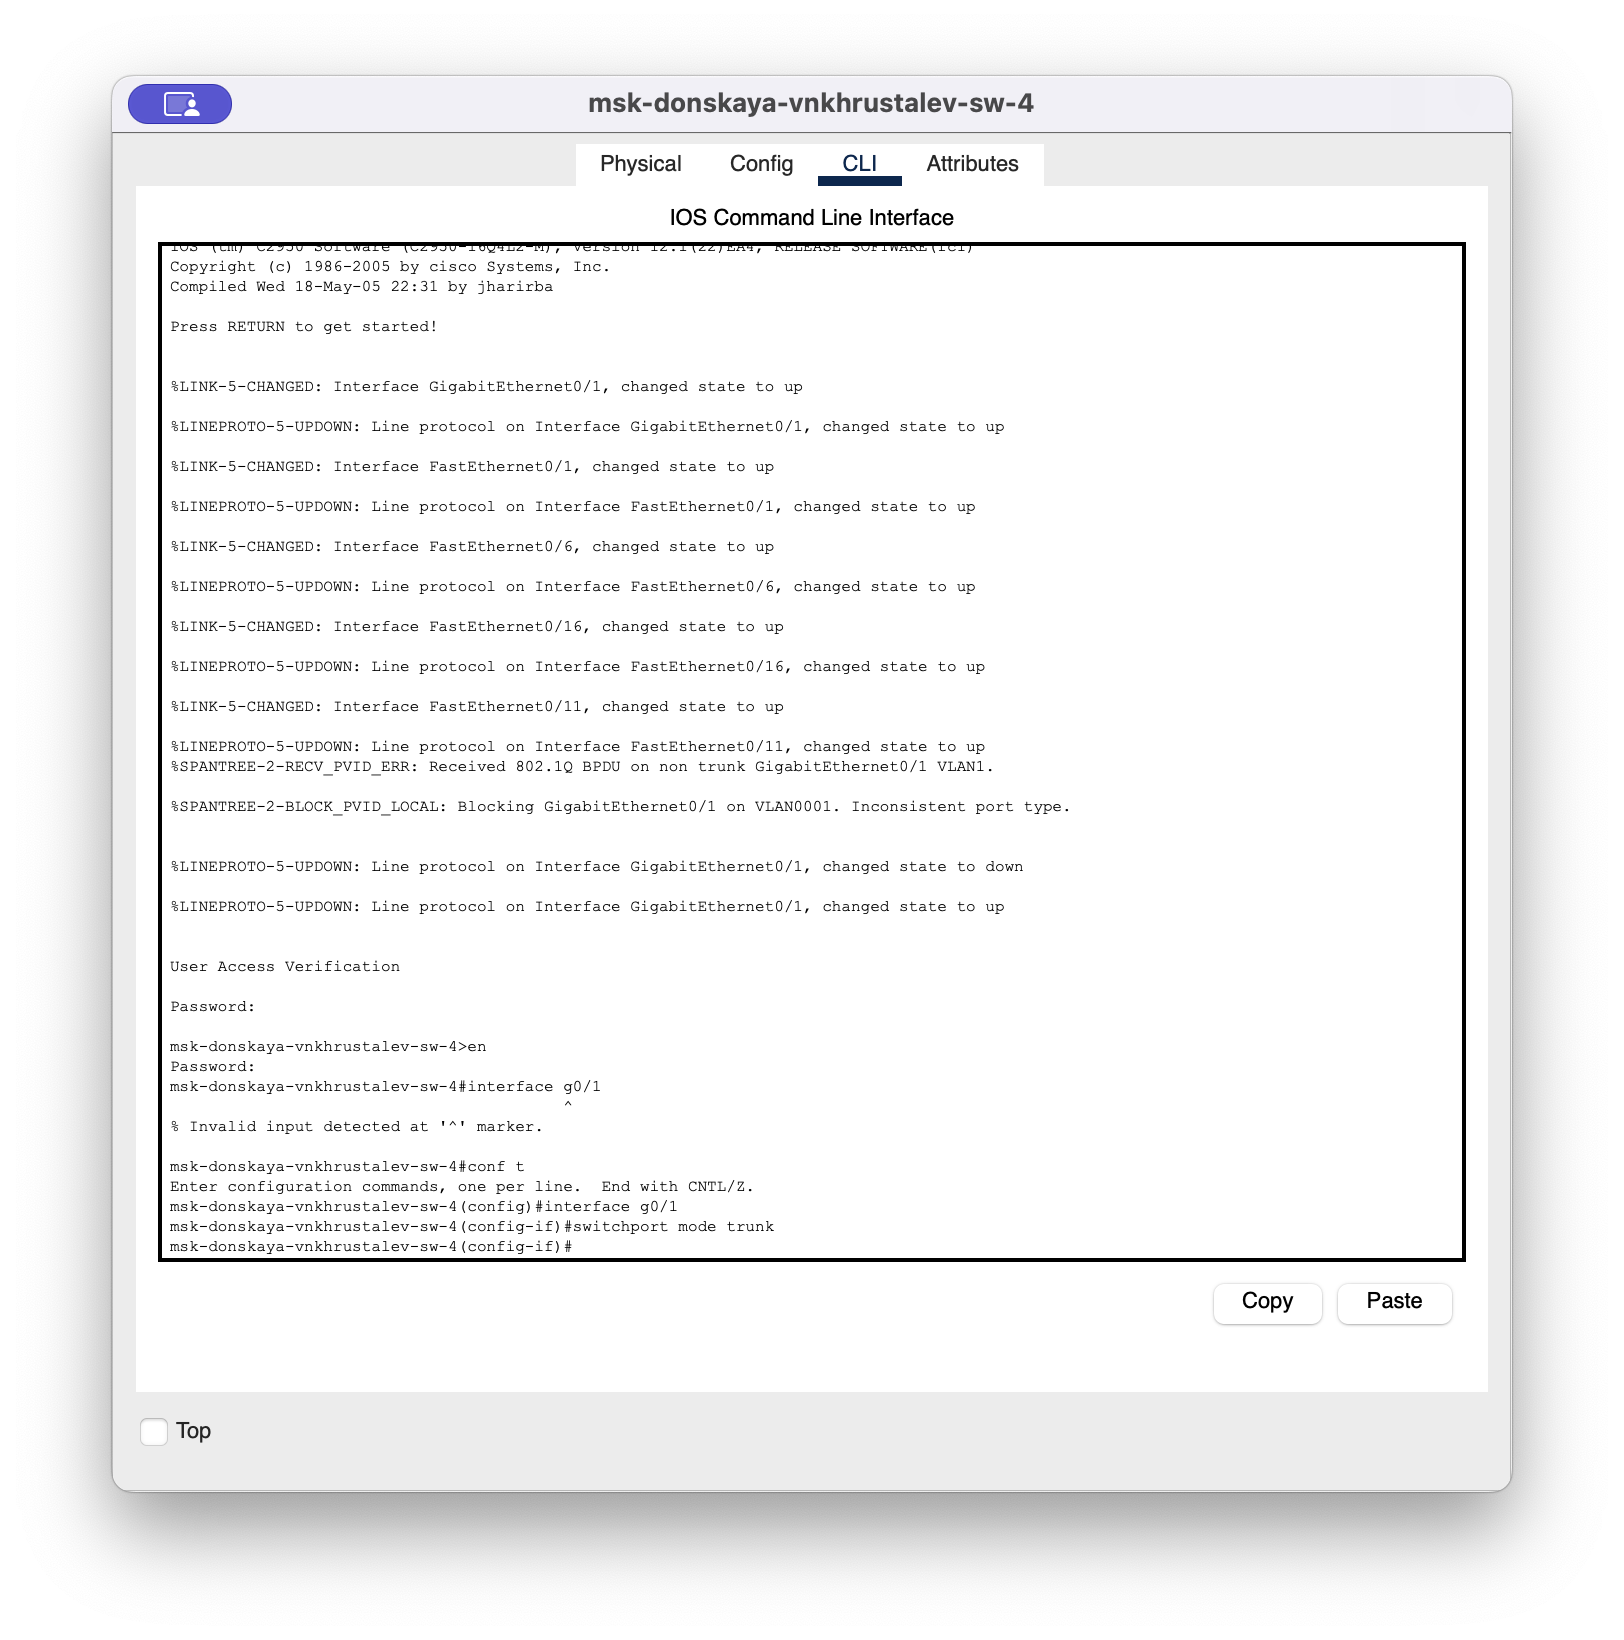 msk-donskaya-vnkhrustalev-sw-4
Physical Config CLI Attributes
IOS Command Line Interface
IOS (tm) C2950 Software (C2950-I6Q4L2-M), Version 12.1(22)EA4, RELEASE SOFTWARE(fc1)
Copyright (c) 1986-2005 by cisco Systems, Inc.
Compiled Wed 18-May-05 22:31 by jharirba
Press RETURN to get started!
%LINK-5-CHANGED: Interface GigabitEthernet0/1, changed state to up
%LINEPROTO-5-UPDOWN: Line protocol on Interface GigabitEthernet0/1, changed state to up
%LINK-5-CHANGED: Interface FastEthernet0/1, changed state to up
%LINEPROTO-5-UPDOWN: Line protocol on Interface FastEthernet0/1, changed state to up
%LINK-5-CHANGED: Interface FastEthernet0/6, changed state to up
%LINEPROTO-5-UPDOWN: Line protocol on Interface FastEthernet0/6, changed state to up
%LINK-5-CHANGED: Interface FastEthernet0/16, changed state to up
%LINEPROTO-5-UPDOWN: Line protocol on Interface FastEthernet0/16, changed state to up
%LINK-5-CHANGED: Interface FastEthernet0/11, changed state to up
%LINEPROTO-5-UPDOWN: Line protocol on Interface FastEthernet0/11, changed state to up
%SPANTREE-2-RECV_PVID_ERR: Received 802.1Q BPDU on non trunk GigabitEthernet0/1 VLAN1.
%SPANTREE-2-BLOCK_PVID_LOCAL: Blocking GigabitEthernet0/1 on VLAN0001. Inconsistent port type.
%LINEPROTO-5-UPDOWN: Line protocol on Interface GigabitEthernet0/1, changed state to down
%LINEPROTO-5-UPDOWN: Line protocol on Interface GigabitEthernet0/1, changed state to up
User Access Verification
Password:
msk-donskaya-vnkhrustalev-sw-4>en
Password:
msk-donskaya-vnkhrustalev-sw-4#interface g0/1
^
% Invalid input detected at '^' marker.
msk-donskaya-vnkhrustalev-sw-4#conf t
Enter configuration commands, one per line.  End with CNTL/Z.
msk-donskaya-vnkhrustalev-sw-4(config)#interface g0/1
msk-donskaya-vnkhrustalev-sw-4(config-if)#switchport mode trunk
msk-donskaya-vnkhrustalev-sw-4(config-if)#
Copy Paste
Top